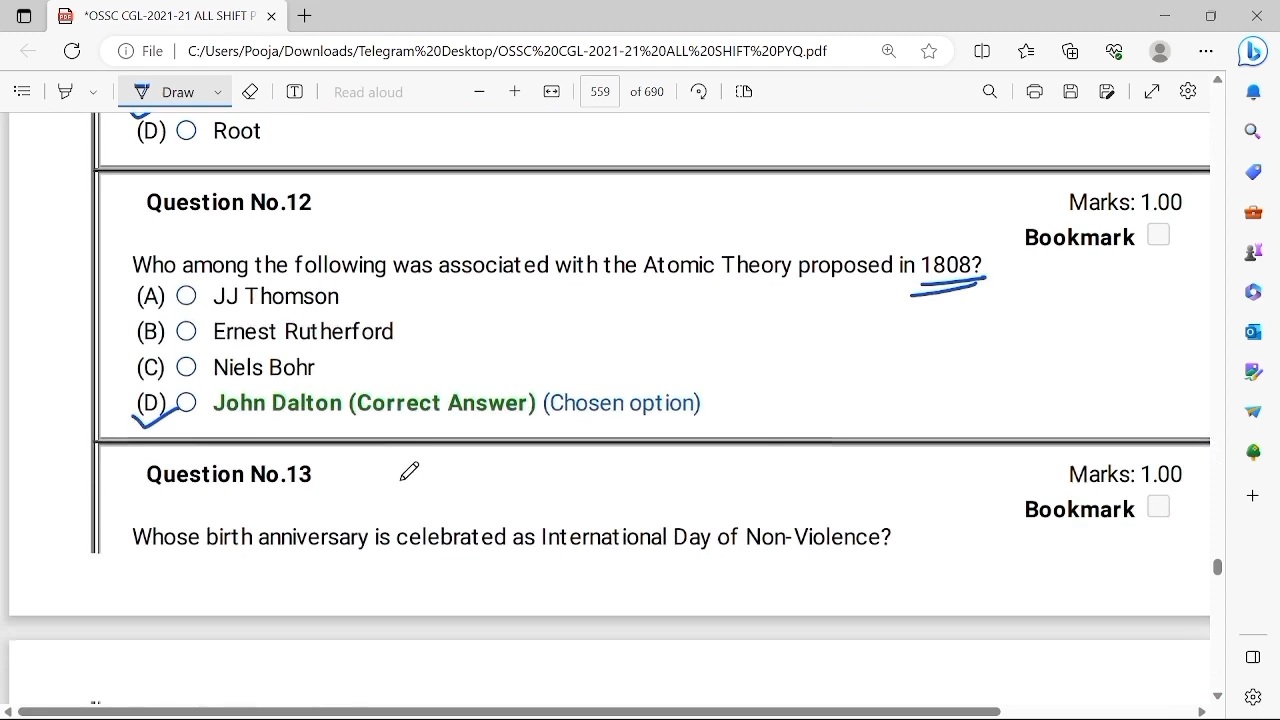 *OSSC CGL-2021-21 ALL SHIFT P
File
C:/Users/Pooja/Downloads/Telegram%20Desktop/OSSC%20CGL-2021-21%20ALL%20SHIFT%20PYQ.pdf
Draw
Read aloud
559
of 690
(D) Root
Question No.12
Marks: 1.00
Bookmark
Who among the following was associated with the Atomic Theory proposed in 1808?
(A) JJ Thomson
(B) Ernest Rutherford
(C) Niels Bohr
(D) John Dalton (Correct Answer) (Chosen option)
Question No.13
Marks: 1.00
Bookmark
Whose birth anniversary is celebrated as International Day of Non-Violence?